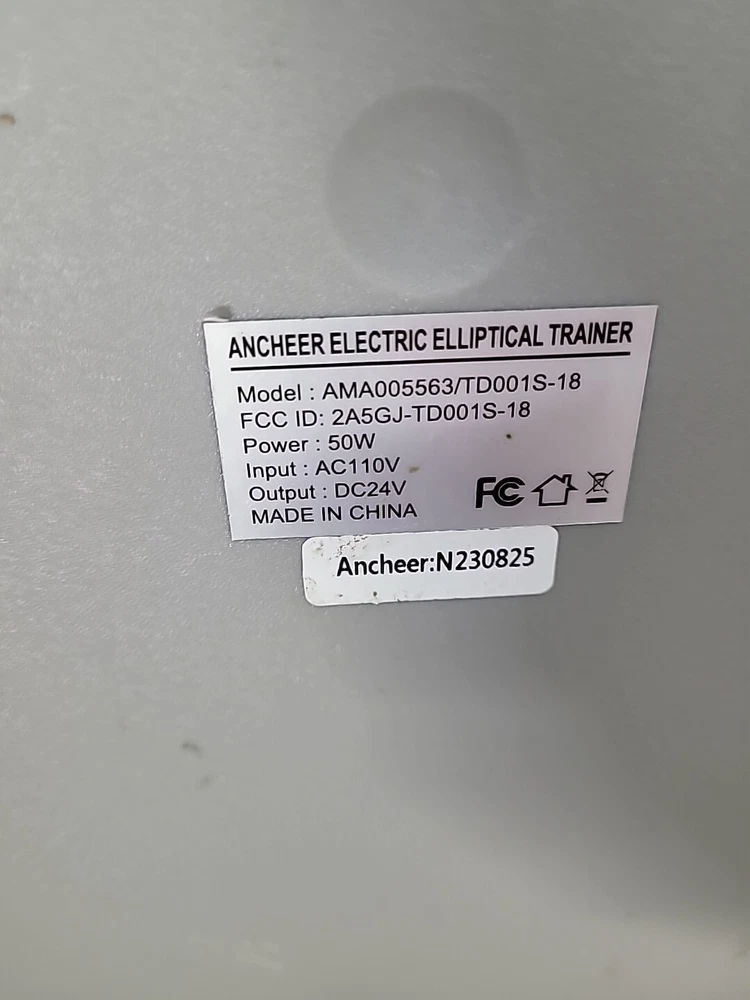 ANCHEER ELECTRIC ELLIPTICAL TRAINER
Model : AMA005563/TD001S-18
FCC ID: 2A5GJ-TD001S-18
Power : 50W
Input : AC110V
Output : DC24V
MADE IN CHINA
FC
Ancheer:N230825